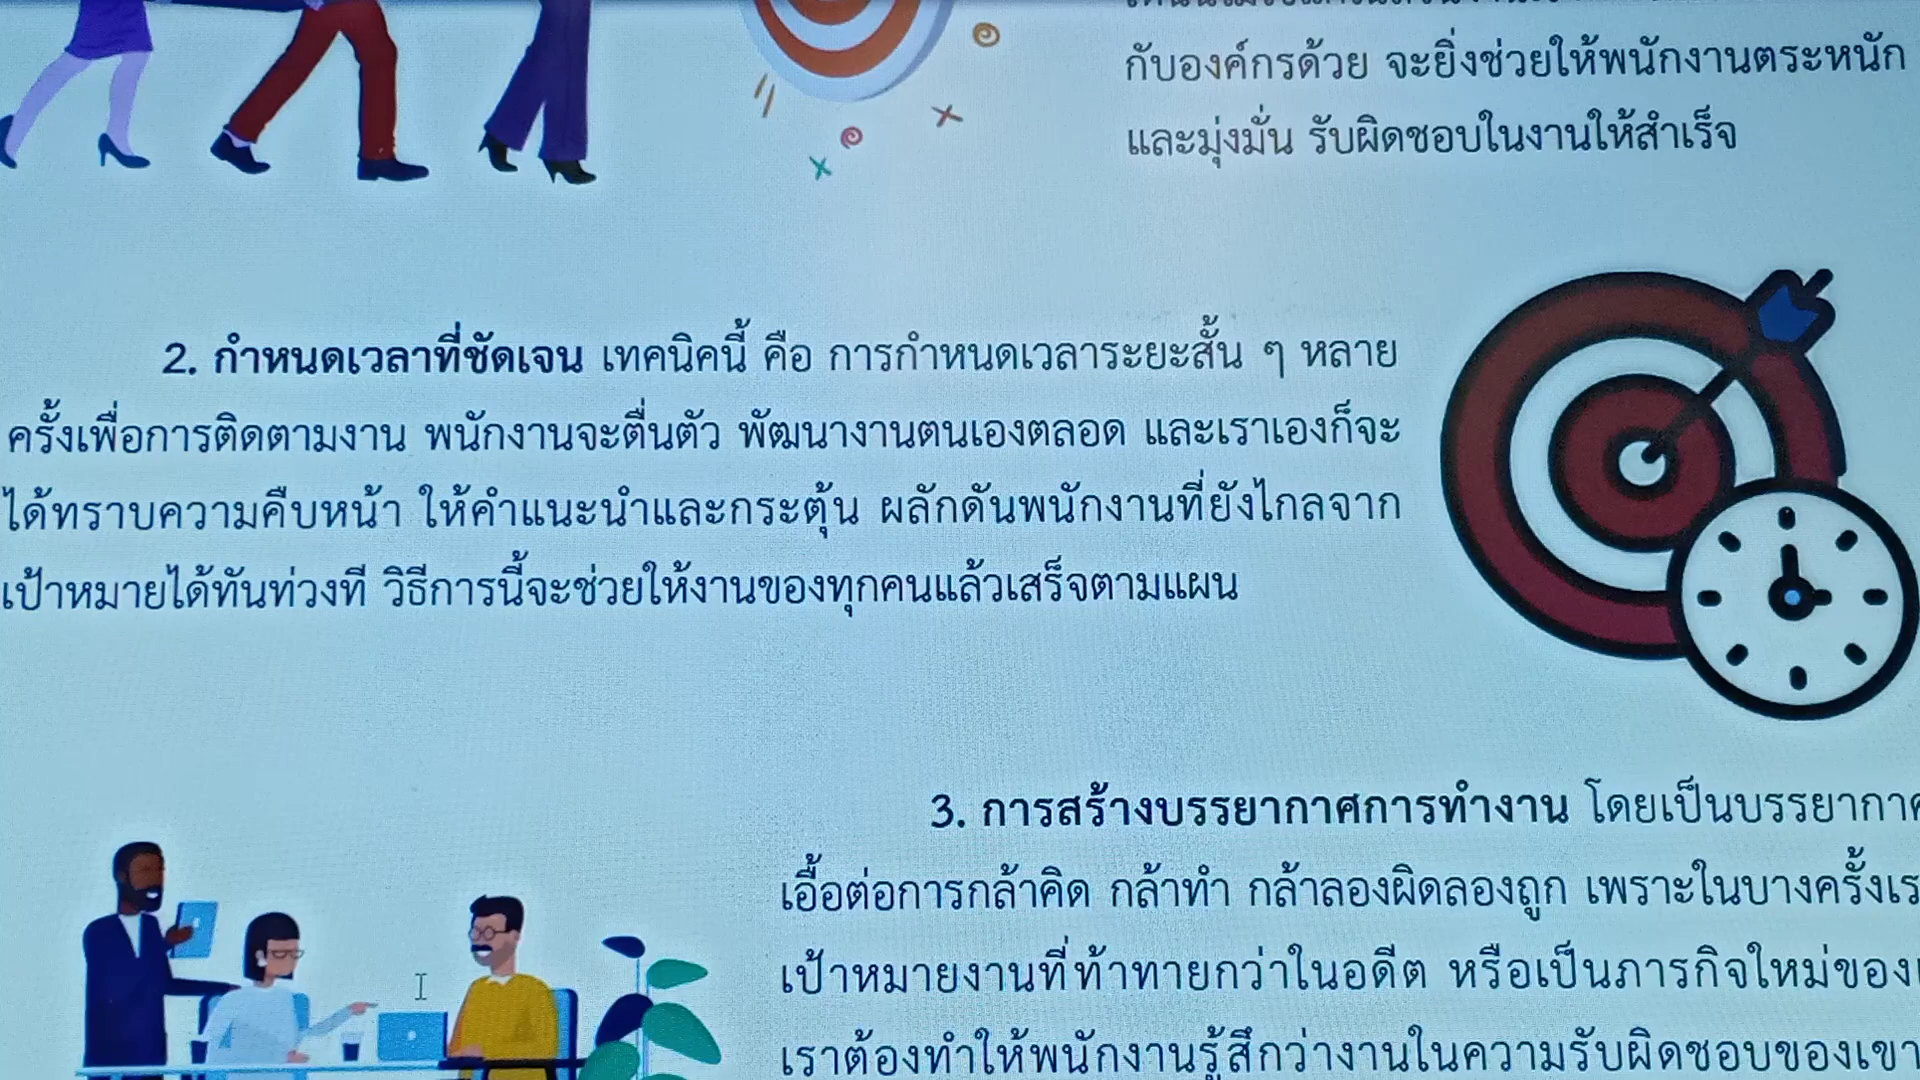 กับองค์กรด้วย จะยิ่งช่วยให้พนักงานตระหนัก
และมุ่งมั่น รับผิดชอบในงานให้สำเร็จ
2. กำหนดเวลาที่ชัดเจน เทคนิคนี้ คือ การกำหนดเวลาระยะสั้น ๆ หลาย
ครั้งเพื่อการติดตามงาน พนักงานจะตื่นตัว พัฒนางานตนเองตลอด และเราเองก็จะ
ได้ทราบความคืบหน้า ให้คำแนะนำและกระตุ้น ผลักดันพนักงานที่ยังไกลจาก
เป้าหมายได้ทันท่วงที วิธีการนี้จะช่วยให้งานของทุกคนแล้วเสร็จตามแผน
3. การสร้างบรรยากาศการทำงาน โดยเป็นบรรยากาศ
เอื้อต่อการกล้าคิด กล้าทำ กล้าลองผิดลองถูก เพราะในบางครั้ง
เป้าหมายงานที่ท้าทายกว่าในอดีต หรือเป็นภารกิจใหม่ของ
เราต้องทำให้พนักงานรู้สึกว่างานในความรับผิดชอบของเขา